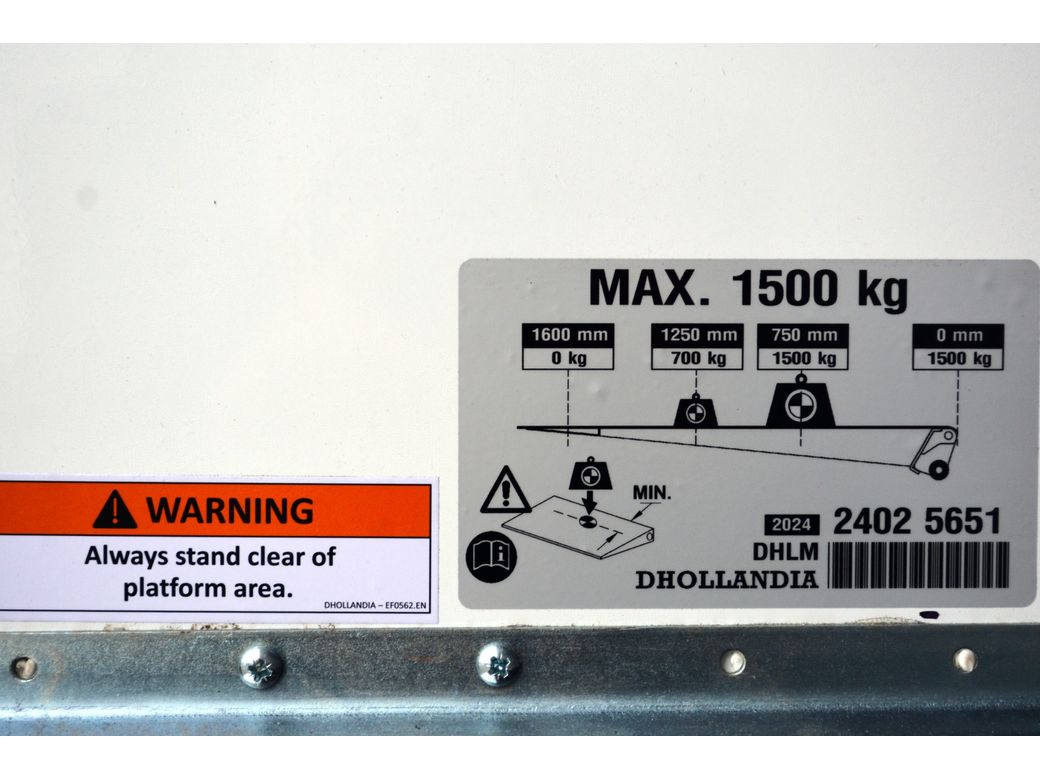 MAX. 1500 kg
1600 mm 1250 mm 750 mm 0 mm
0 kg 700 kg 1500 kg 1500 kg
MIN.
2024 2402 5651
DHLM
DHOLLANDIA
WARNING
Always stand clear of
platform area.
DHOLLANDIA – EF0562.EN